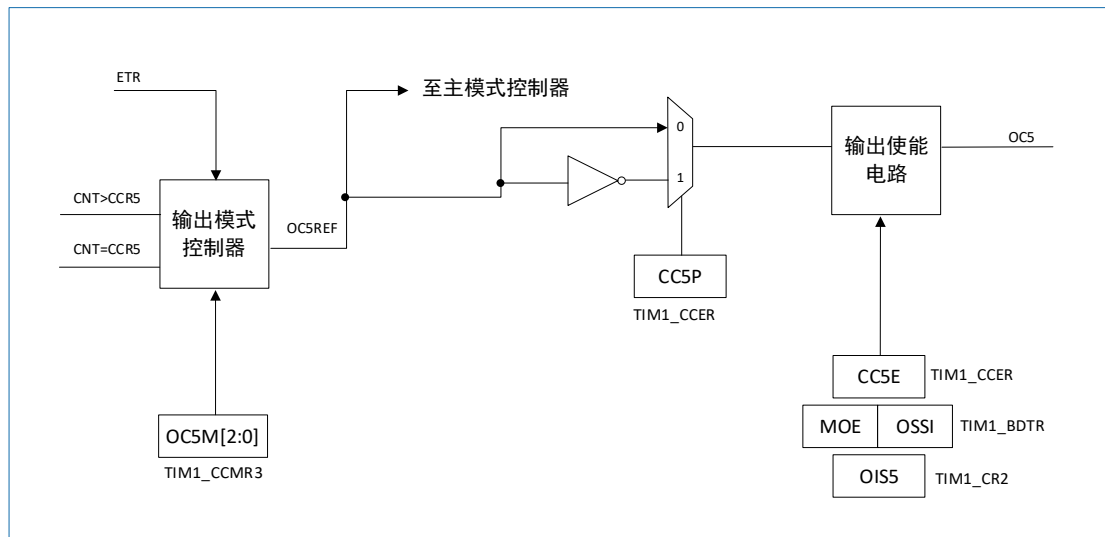 ETR
至主模式控制器
0
输出使能
电路
OC5
CNT>CCR5
1
输出模式
控制器
OC5REF
CNT=CCR5
CC5P
TIM1_CCER
CC5E
TIM1_CCER
OC5M[2:0]
MOE
OSSI
TIM1_BDTR
TIM1_CCMR3
OIS5
TIM1_CR2